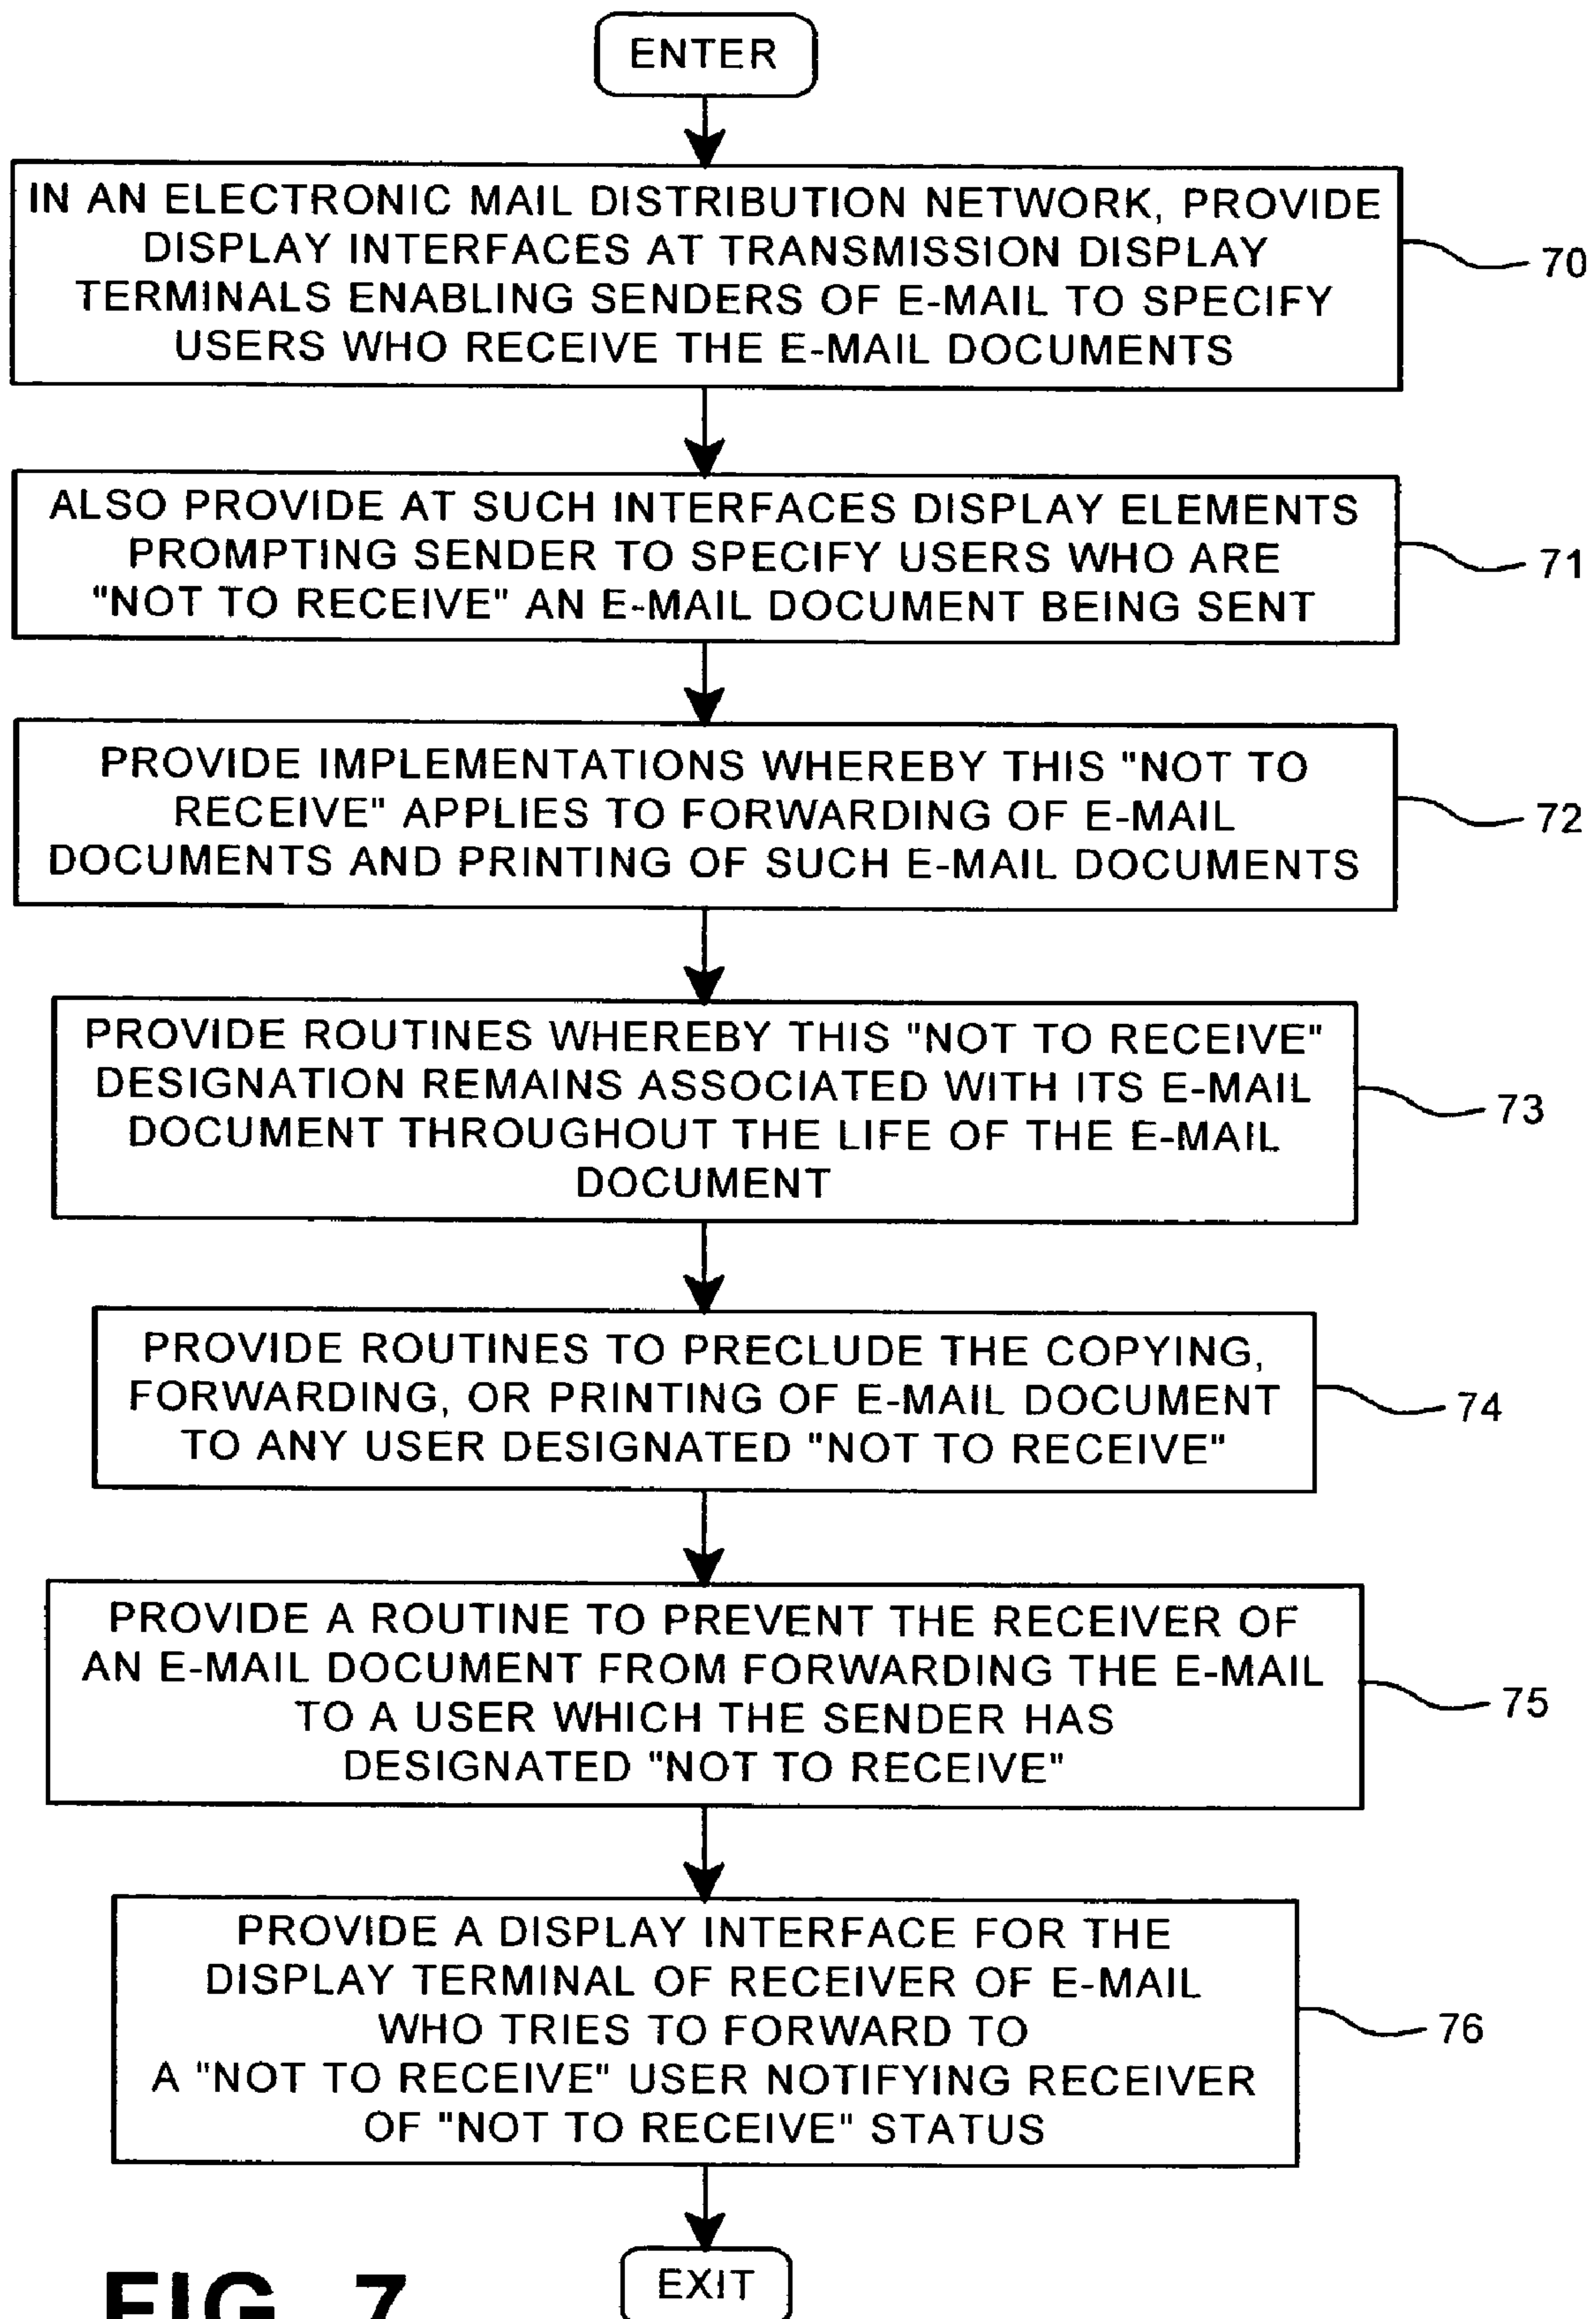 ENTER
IN AN ELECTRONIC MAIL DISTRIBUTION NETWORK, PROVIDE
DISPLAY INTERFACES AT TRANSMISSION DISPLAY
TERMINALS ENABLING SENDERS OF E-MAIL TO SPECIFY
USERS WHO RECEIVE THE E-MAIL DOCUMENTS
70
ALSO PROVIDE AT SUCH INTERFACES DISPLAY ELEMENTS
PROMPTING SENDER TO SPECIFY USERS WHO ARE
"NOT TO RECEIVE" AN E-MAIL DOCUMENT BEING SENT
71
PROVIDE IMPLEMENTATIONS WHEREBY THIS "NOT TO
RECEIVE" APPLIES TO FORWARDING OF E-MAIL
DOCUMENTS AND PRINTING OF SUCH E-MAIL DOCUMENTS
72
PROVIDE ROUTINES WHEREBY THIS "NOT TO RECEIVE"
DESIGNATION REMAINS ASSOCIATED WITH ITS E-MAIL
DOCUMENT THROUGHOUT THE LIFE OF THE E-MAIL
DOCUMENT
73
PROVIDE ROUTINES TO PRECLUDE THE COPYING,
FORWARDING, OR PRINTING OF E-MAIL DOCUMENT
TO ANY USER DESIGNATED "NOT TO RECEIVE"
74
PROVIDE A ROUTINE TO PREVENT THE RECEIVER OF
AN E-MAIL DOCUMENT FROM FORWARDING THE E-MAIL
TO A USER WHICH THE SENDER HAS
DESIGNATED "NOT TO RECEIVE"
75
PROVIDE A DISPLAY INTERFACE FOR THE
DISPLAY TERMINAL OF RECEIVER OF E-MAIL
WHO TRIES TO FORWARD TO
A "NOT TO RECEIVE" USER NOTIFYING RECEIVER
OF "NOT TO RECEIVE" STATUS
76
EXIT
FIG. 7